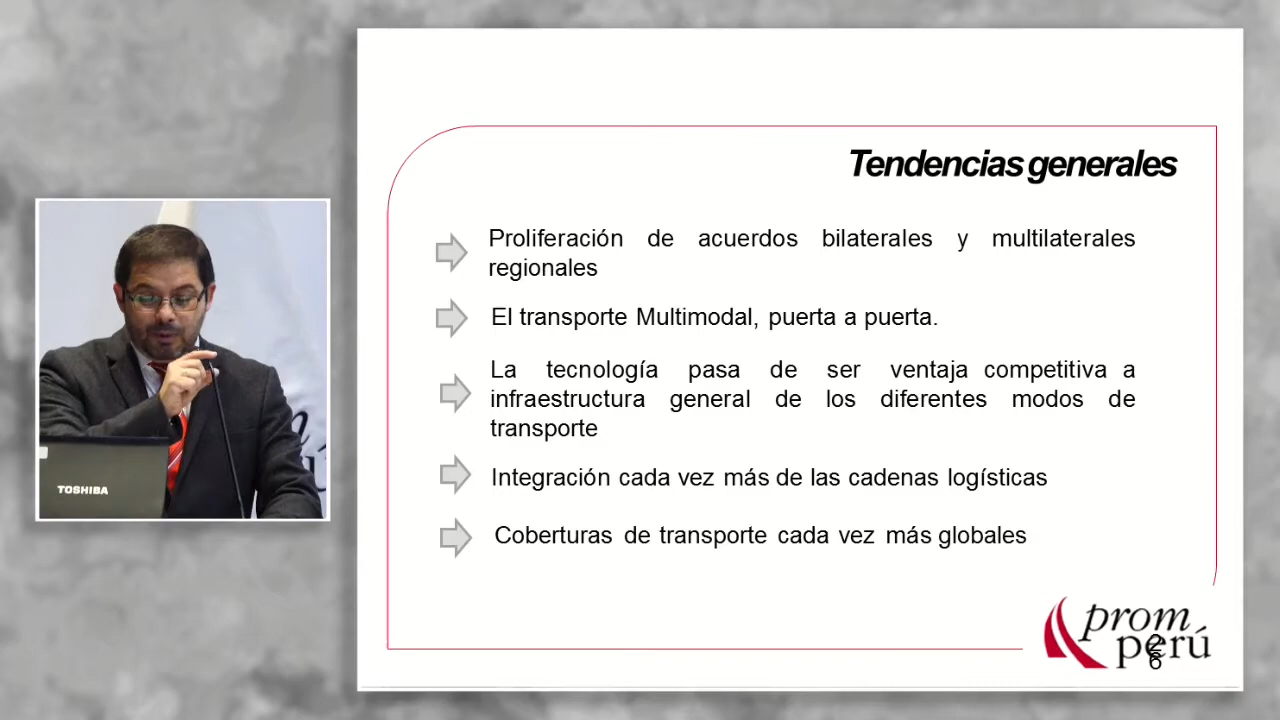 Tendencias generales
Proliferación de acuerdos bilaterales y multilaterales
regionales
El transporte Multimodal, puerta a puerta.
La tecnología pasa de ser ventaja competitiva a
infraestructura general de los diferentes modos de
transporte
Integración cada vez más de las cadenas logísticas
Coberturas de transporte cada vez más globales
TOSHIBA
prom
perú
2
6